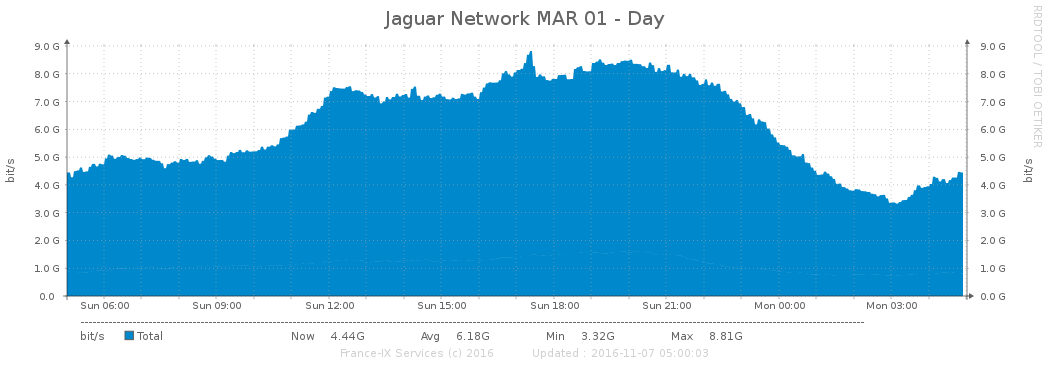 Jaguar Network MAR 01 - Day
RRDTOOL / TOBI OETIKER
9.0 G 9.0 G
8.0 G 8.0 G
7.0 G 7.0 G
6.0 G 6.0 G
5.0 G 5.0 G
4.0 G 4.0 G
3.0 G 3.0 G
2.0 G 2.0 G
1.0 G 1.0 G
0.0 0.0 G
bit/s bit/s
Sun 06:00 Sun 09:00 Sun 12:00 Sun 15:00 Sun 18:00 Sun 21:00 Mon 00:00 Mon 03:00
bit/s Total Now 4.44G Avg 6.18G Min 3.32G Max 8.81G
France-IX Services (c) 2016 Updated : 2016-11-07 05:00:03